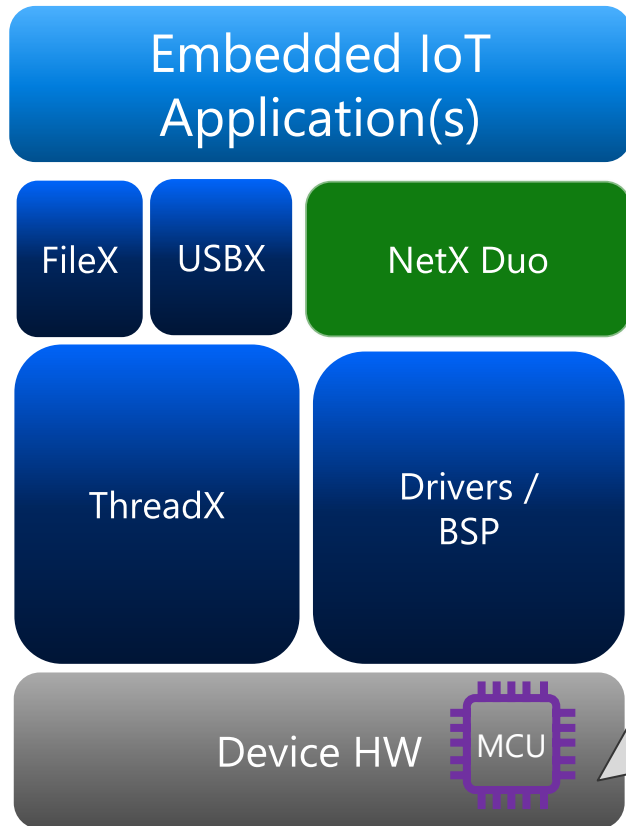 Embedded IoT
Application(s)
FileX
USBX
NetX Duo
ThreadX
Drivers /
BSP
Device HW
MCU